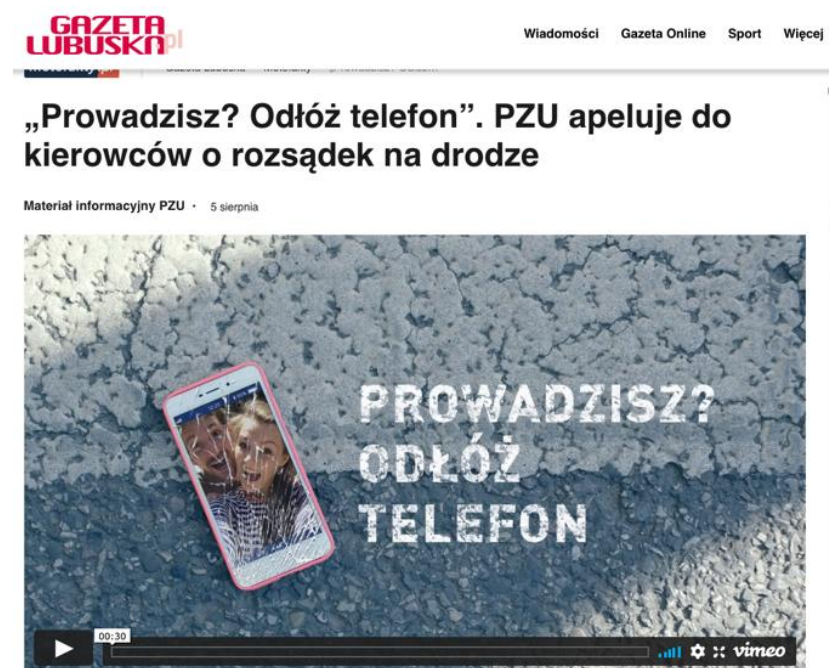 GAZETA
LUBUSKA.pl
Wiadomości Gazeta Online Sport Więcej
„Prowadzisz? Odłóż telefon”. PZU apeluje do
kierowców o rozsądek na drodze
Materiał informacyjny PZU • 5 sierpnia
PROWADZISZ?
ODŁÓŻ
TELEFON
00:30
vimeo